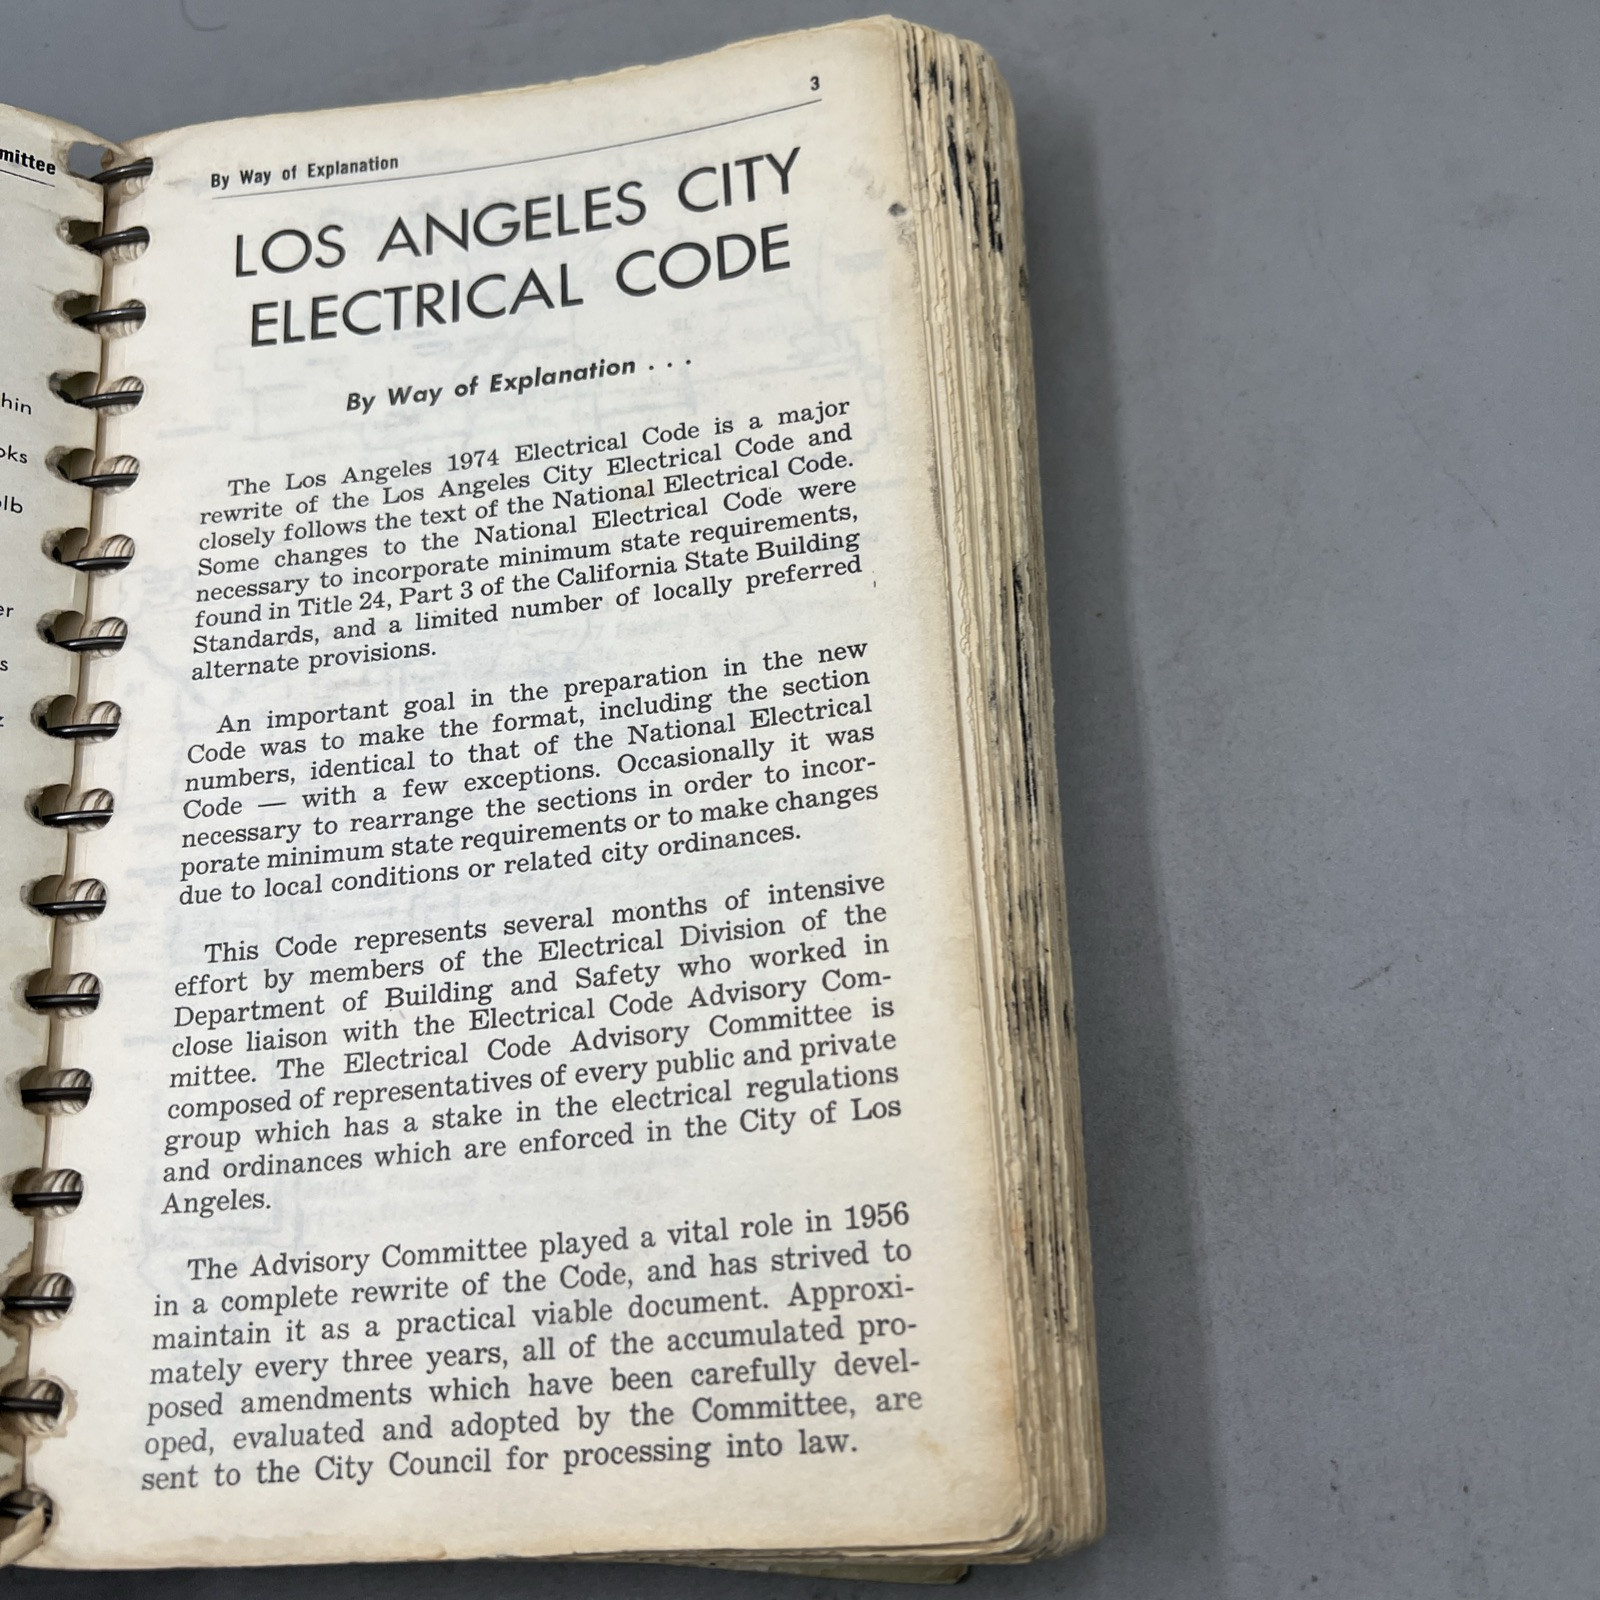 mmittee
hin
oks
olb
er
s
z
3
By Way of Explanation
LOS ANGELES CITY
ELECTRICAL CODE
By Way of Explanation . . .
The Los Angeles 1974 Electrical Code is a major
rewrite of the Los Angeles City Electrical Code and
closely follows the text of the National Electrical Code.
Some changes to the National Electrical Code were
necessary to incorporate minimum state requirements,
found in Title 24, Part 3 of the California State Building
Standards, and a limited number of locally preferred
alternate provisions.
An important goal in the preparation in the new
Code was to make the format, including the section
numbers, identical to that of the National Electrical
Code — with a few exceptions. Occasionally it was
necessary to rearrange the sections in order to incor-
porate minimum state requirements or to make changes
due to local conditions or related city ordinances.
This Code represents several months of intensive
effort by members of the Electrical Division of the
Department of Building and Safety who worked in
close liaison with the Electrical Code Advisory Com-
mittee. The Electrical Code Advisory Committee is
composed of representatives of every public and private
group which has a stake in the electrical regulations
and ordinances which are enforced in the City of Los
Angeles.
The Advisory Committee played a vital role in 1956
in a complete rewrite of the Code, and has strived to
maintain it as a practical viable document. Approxi-
mately every three years, all of the accumulated pro-
posed amendments which have been carefully devel-
oped, evaluated and adopted by the Committee, are
sent to the City Council for processing into law.